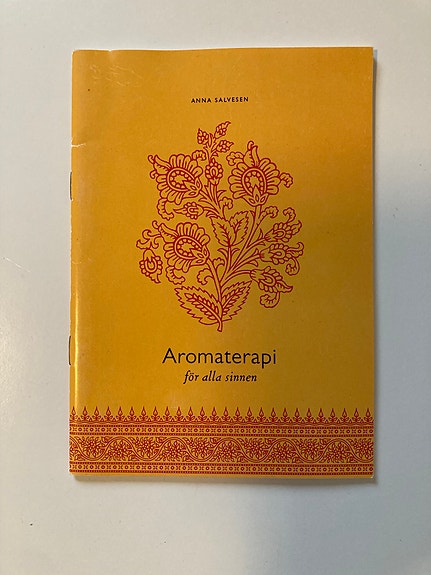 ANNA SALVESEN
Aromaterapi
för alla sinnen